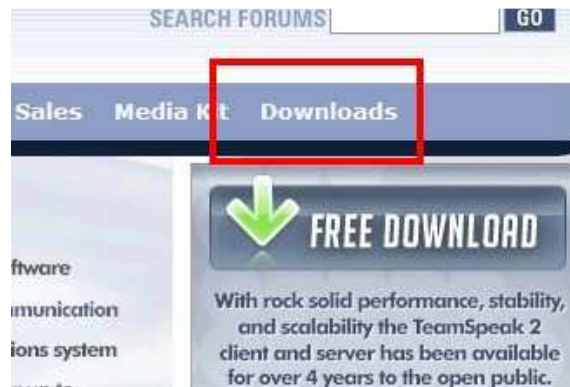 SEARCH FORUMS GO
Sales Media Kit Downloads
FREE DOWNLOAD
ftware
munication
ions system
With rock solid performance, stability,
and scalability the TeamSpeak 2
client and server has been available
for over 4 years to the open public.